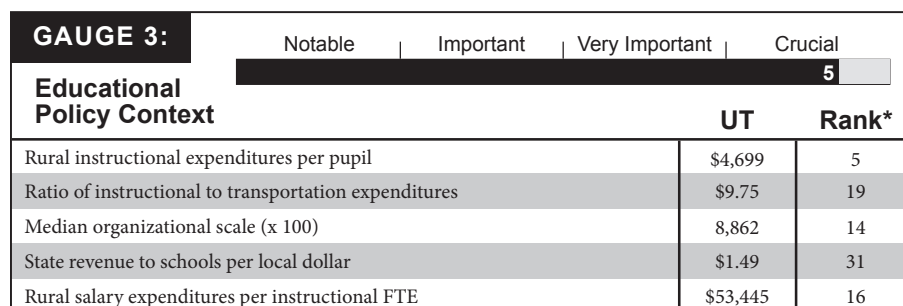 GAUGE 3:
Notable Important Very Important Crucial
5
Educational
Policy Context
UT Rank*
Rural instructional expenditures per pupil $4,699 5
Ratio of instructional to transportation expenditures $9.75 19
Median organizational scale (x 100) 8,862 14
State revenue to schools per local dollar $1.49 31
Rural salary expenditures per instructional FTE $53,445 16